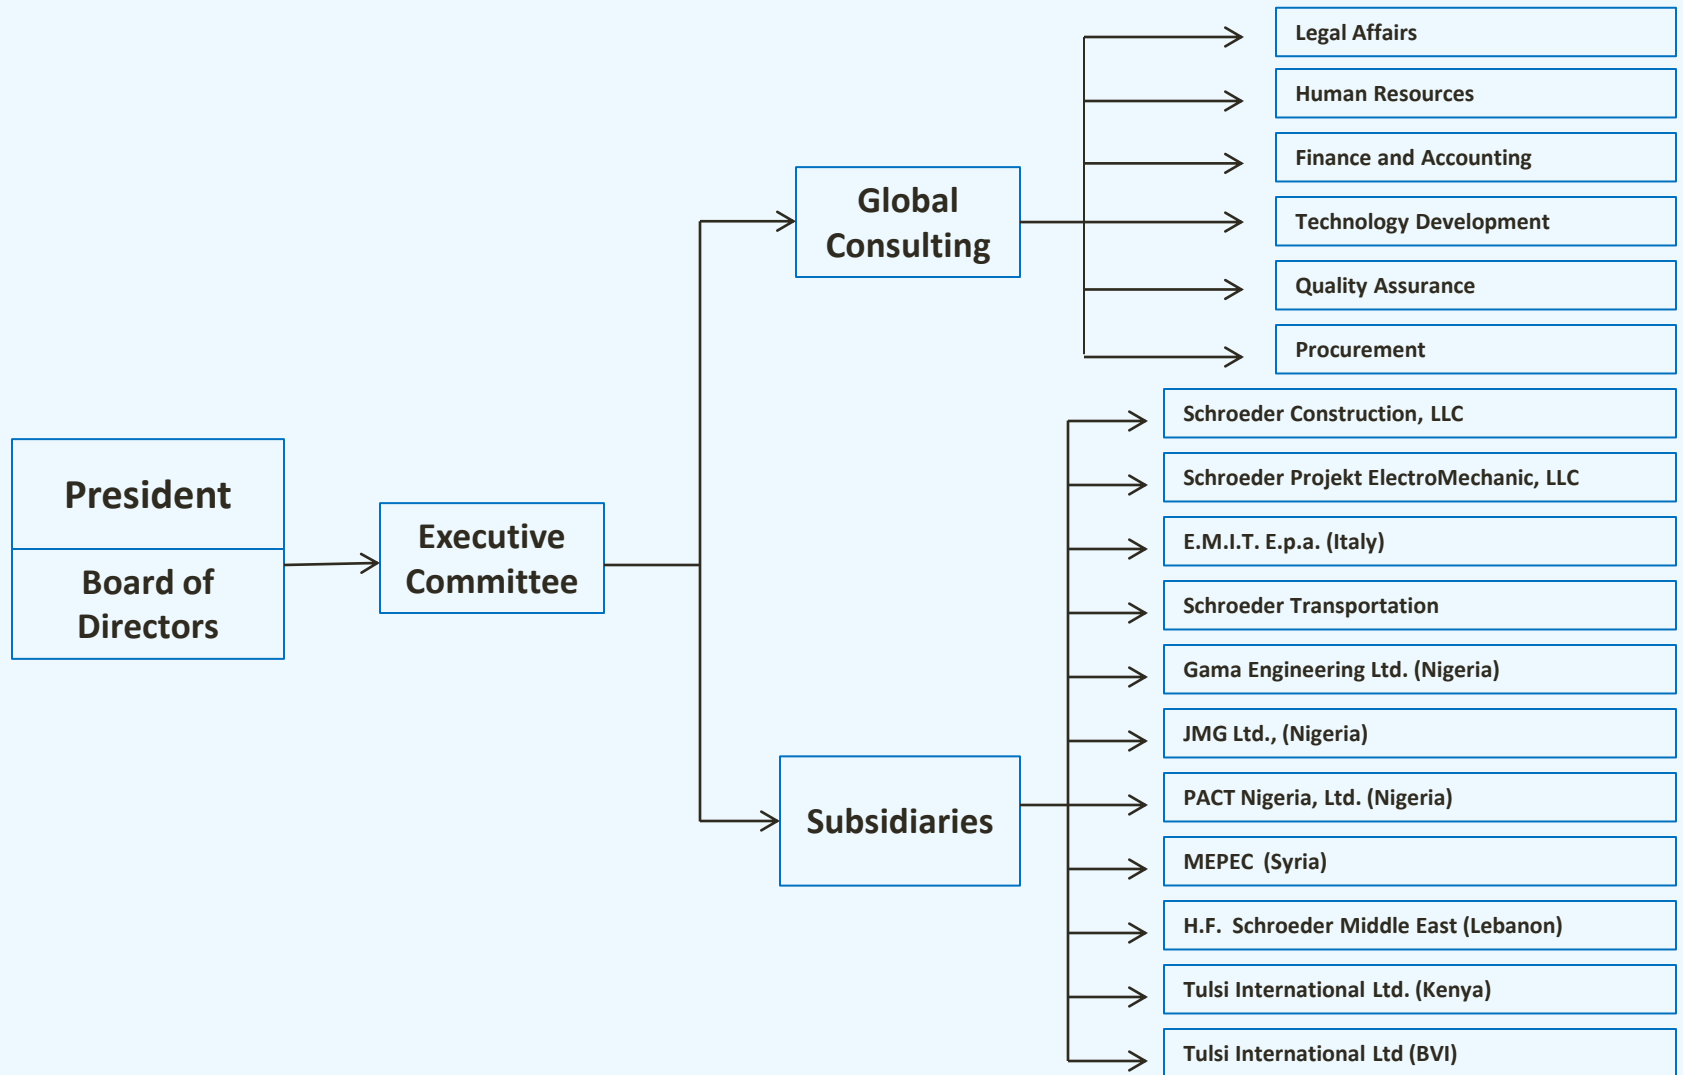 President
Board of
Directors
Executive
Committee
Global
Consulting
Legal Affairs
Human Resources
Finance and Accounting
Technology Development
Quality Assurance
Procurement
Subsidiaries
Schroeder Construction, LLC
Schroeder Projekt ElectroMechanic, LLC
E.M.I.T. E.p.a. (Italy)
Schroeder Transportation
Gama Engineering Ltd. (Nigeria)
JMG Ltd., (Nigeria)
PACT Nigeria, Ltd. (Nigeria)
MEPEC (Syria)
H.F. Schroeder Middle East (Lebanon)
Tulsi International Ltd. (Kenya)
Tulsi International Ltd (BVI)